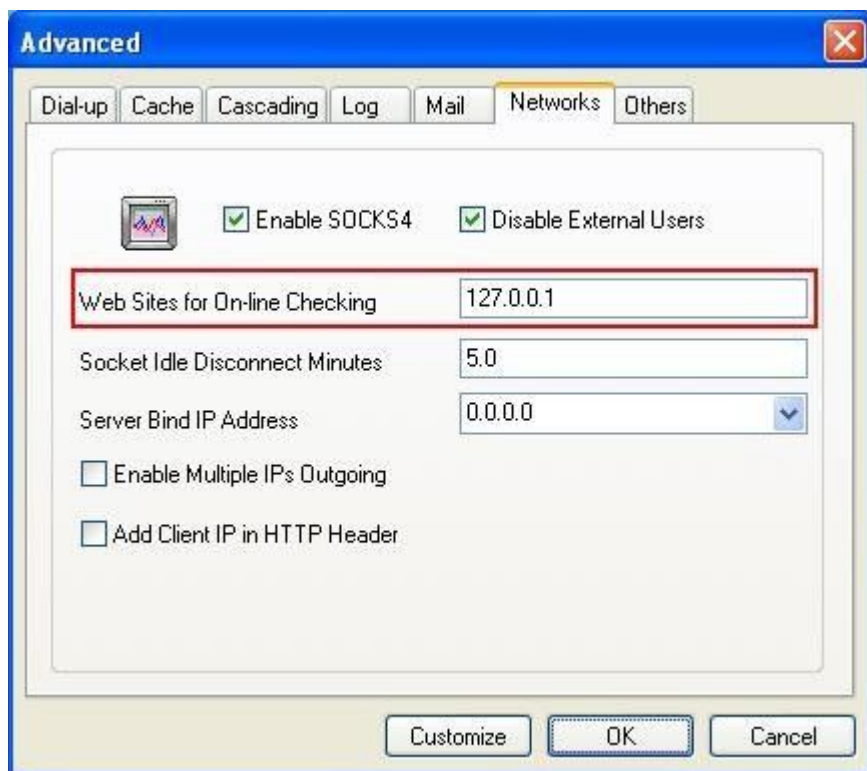 Advanced
Dial-up Cache Cascading Log Mail Networks Others
Enable SOCKS4 Disable External Users
Web Sites for On-line Checking 127.0.0.1
Socket Idle Disconnect Minutes 5.0
Server Bind IP Address 0.0.0.0
Enable Multiple IPs Outgoing
Add Client IP in HTTP Header
Customize OK Cancel